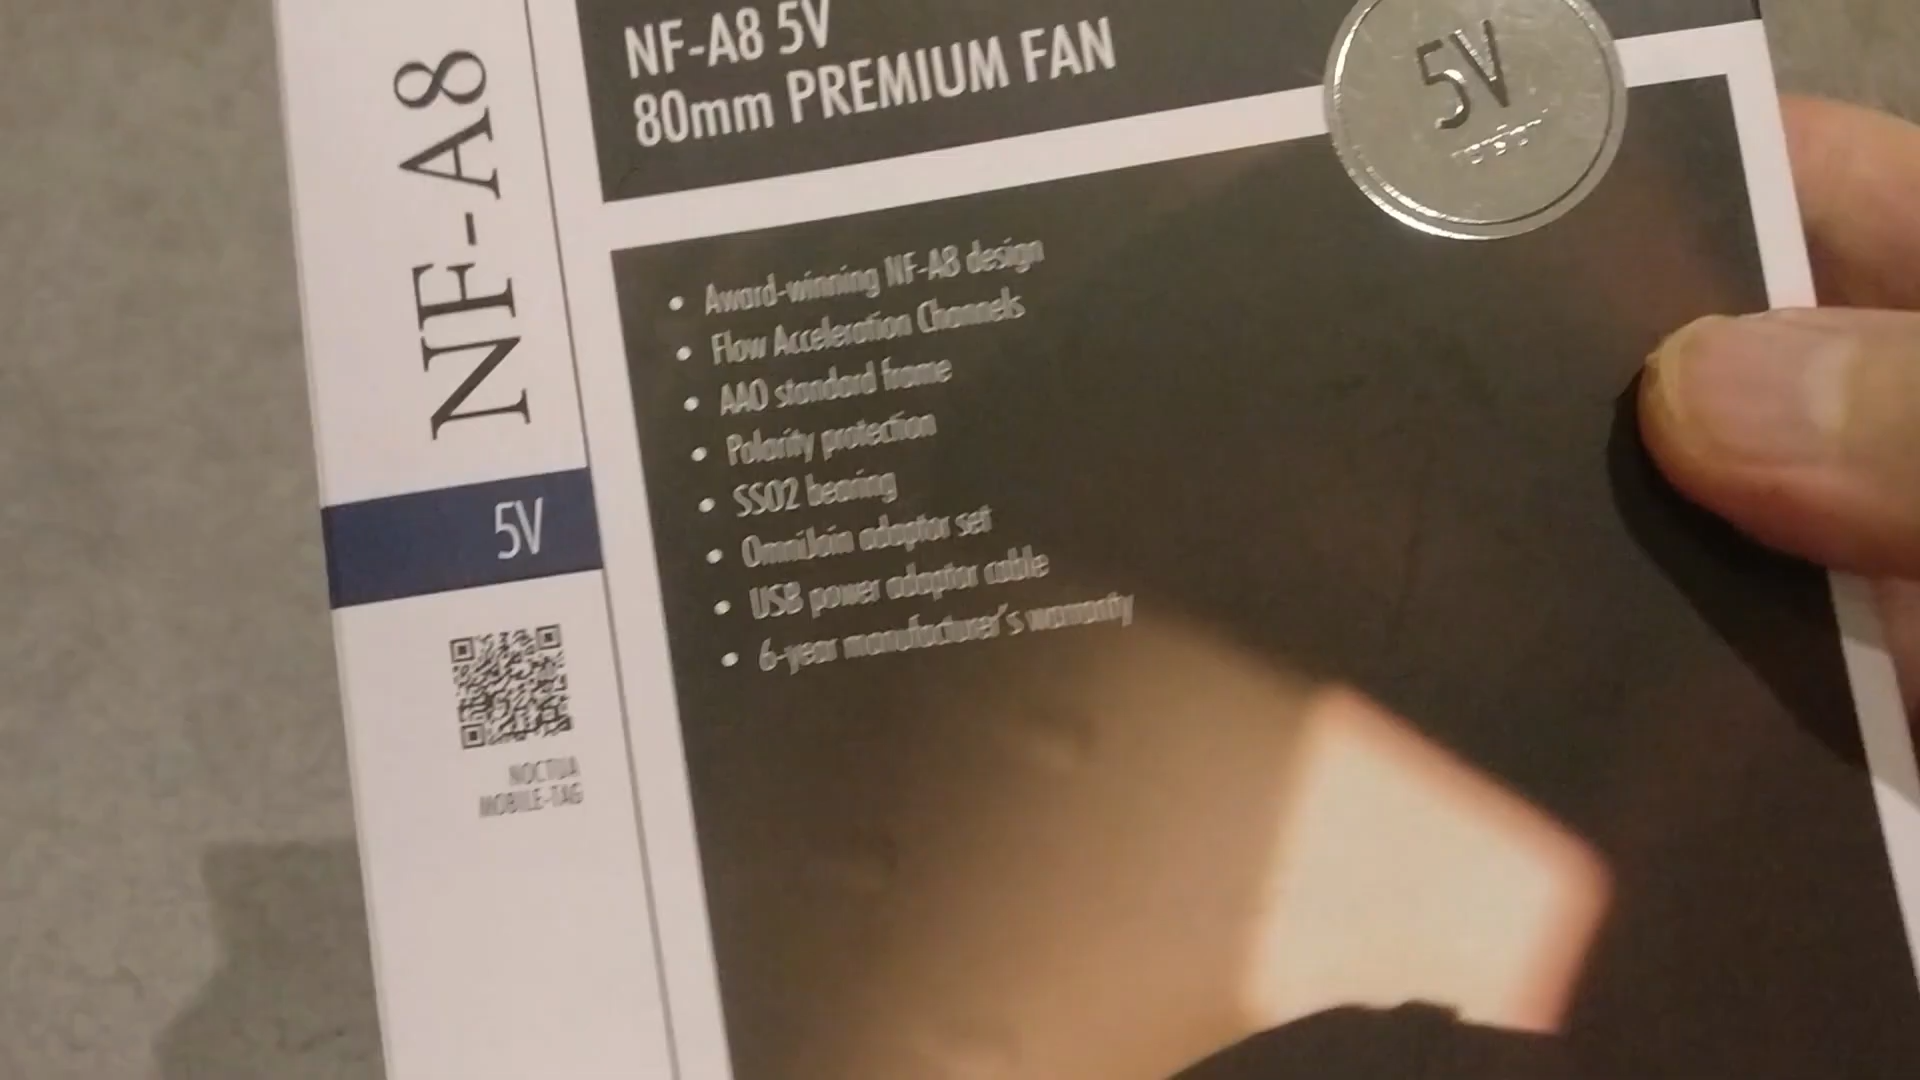 NF-A8
5V
NOCTUA
MOBILE-TAG
NF-A8 5V
80mm PREMIUM FAN
5V
• Award-winning NF-A8 design
• Flow Acceleration Channels
• AAO standard frame
• Polarity protection
• SSO2 bearing
• OmniJoin adaptor set
• USB power adaptor cable
• 6-year manufacturer's warranty